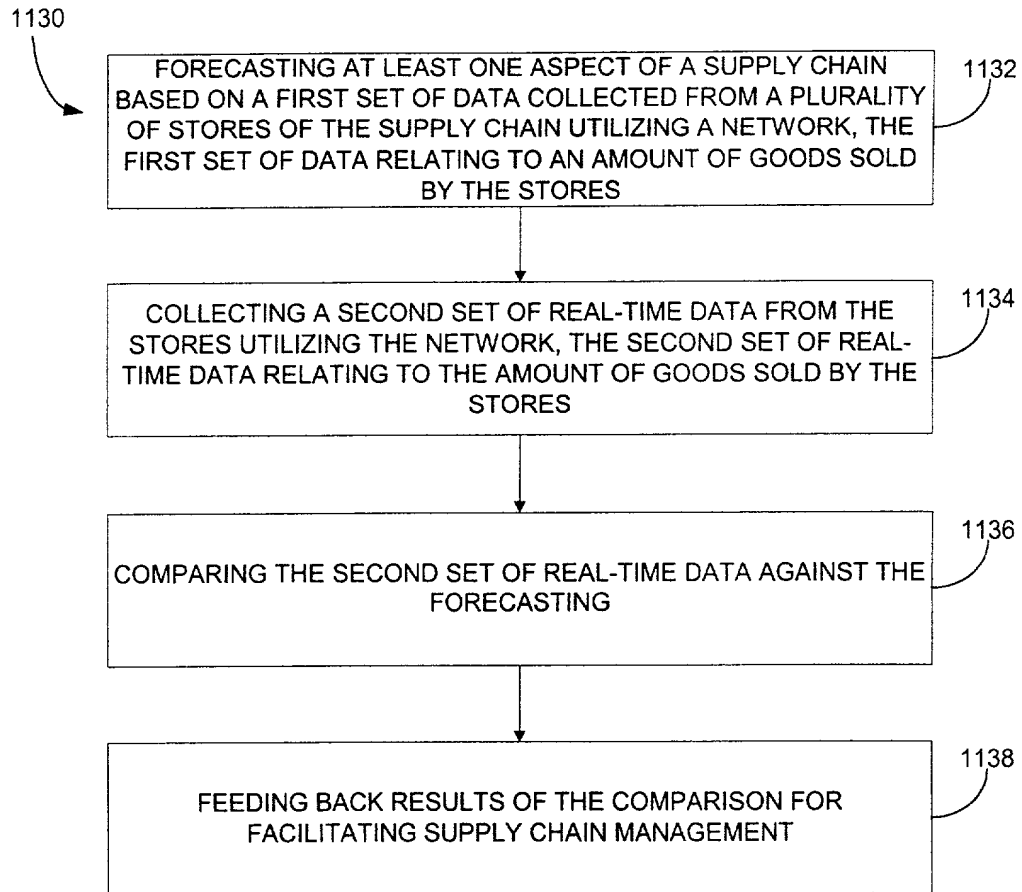 1130
FORECASTING AT LEAST ONE ASPECT OF A SUPPLY CHAIN
BASED ON A FIRST SET OF DATA COLLECTED FROM A PLURALITY
OF STORES OF THE SUPPLY CHAIN UTILIZING A NETWORK, THE
FIRST SET OF DATA RELATING TO AN AMOUNT OF GOODS SOLD
BY THE STORES
1132
COLLECTING A SECOND SET OF REAL-TIME DATA FROM THE
STORES UTILIZING THE NETWORK, THE SECOND SET OF REAL-
TIME DATA RELATING TO THE AMOUNT OF GOODS SOLD BY THE
STORES
1134
COMPARING THE SECOND SET OF REAL-TIME DATA AGAINST THE
FORECASTING
1136
FEEDING BACK RESULTS OF THE COMPARISON FOR
FACILITATING SUPPLY CHAIN MANAGEMENT
1138